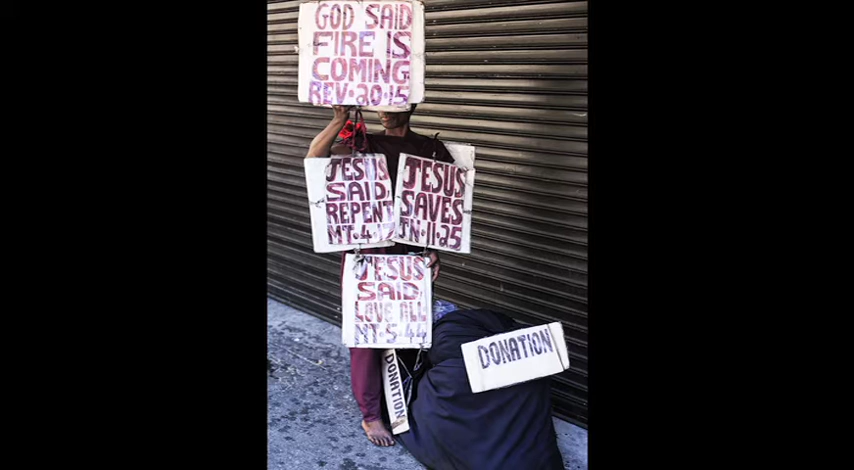 GOD SAID
FIRE IS
COMING
REV·20·15
JESUS
SAID,
REPENT
MT·4·17
JESUS
SAVES
JN·11·25
JESUS
SAID,
LOVE ALL
MT·5·44
DONATION
DONATION